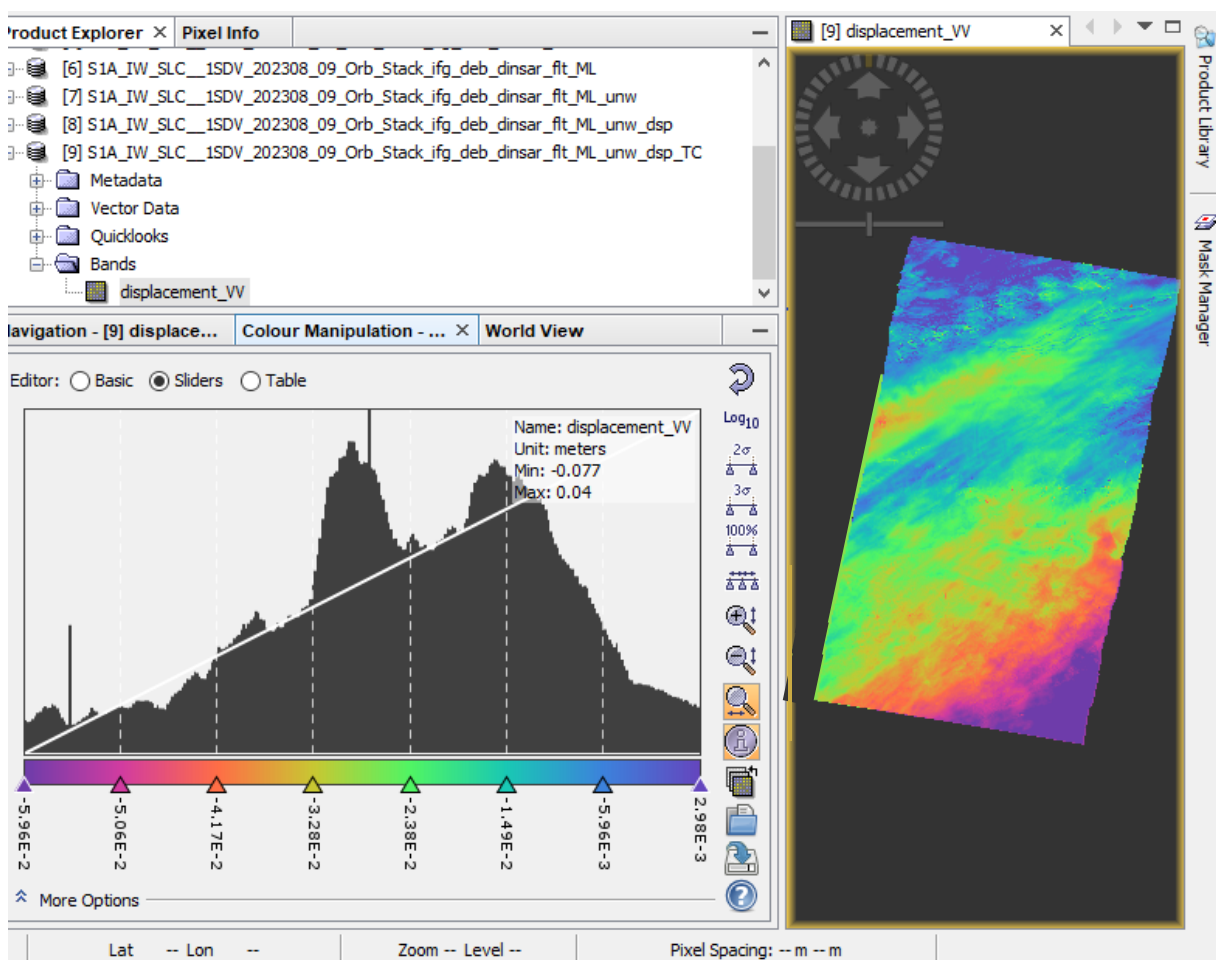 Product Explorer × Pixel Info
[6] S1A_IW_SLC__1SDV_202308_09_Orb_Stack_ifg_deb_dinsar_flt_ML
[7] S1A_IW_SLC__1SDV_202308_09_Orb_Stack_ifg_deb_dinsar_flt_ML_unw
[8] S1A_IW_SLC__1SDV_202308_09_Orb_Stack_ifg_deb_dinsar_flt_ML_unw_dsp
[9] S1A_IW_SLC__1SDV_202308_09_Orb_Stack_ifg_deb_dinsar_flt_ML_unw_dsp_TC
Metadata
Vector Data
Quicklooks
Bands
displacement_VV
Navigation - [9] displace... Colour Manipulation - ... × World View
Editor: Basic Sliders Table
Name: displacement_VV
Unit: meters
Min: -0.077
Max: 0.04
Log10
2σ
3σ
100%
-5.96E-2
-5.06E-2
-4.17E-2
-3.28E-2
-2.38E-2
-1.49E-2
-5.96E-3
2.98E-3
More Options
[9] displacement_VV ×
Product Library
Mask Manager
Lat -- Lon -- Zoom -- Level -- Pixel Spacing: -- m -- m